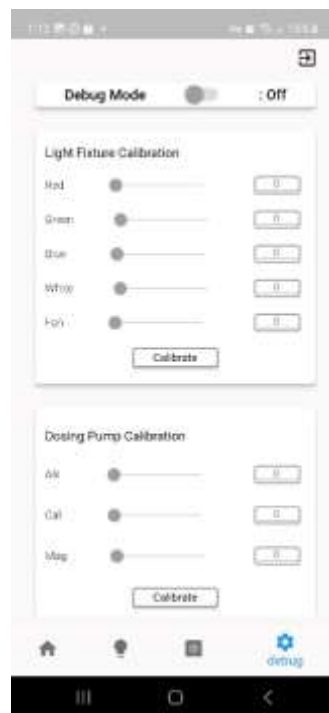 Debug Mode : Off
Light Fixture Calibration
Red 0
Green 0
Blue 0
White 0
Fan 0
Calibrate
Dosing Pump Calibration
Alk 0
Cal 0
Mag 0
Calibrate
debug